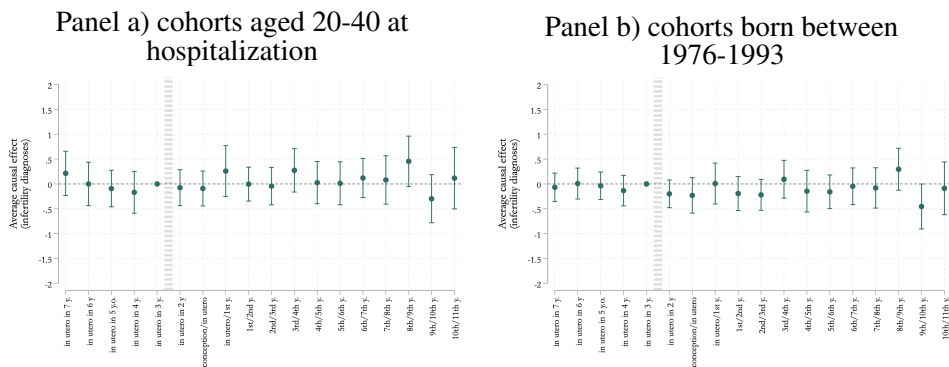 Panel a) cohorts aged 20-40 at
hospitalization
Average causal effect
(infertility diagnoses)
2
1.5
1
.5
0
-.5
-1
-1.5
-2
in utero in 7 y.
in utero in 6 y
in utero in 5 y.o.
in utero in 4 y.
in utero in 3 y.
in utero in 2 y
conception/in utero
in utero/1st y.
1st/2nd y.
2nd/3rd y.
3rd/4th y.
4th/5th y.
5th/6th y.
6th/7th y.
7th/8th y.
8th/9th y.
9th/10th y.
10th/11th y.
Panel b) cohorts born between
1976-1993
Average causal effect
(infertility diagnoses)
2
1.5
1
.5
0
-.5
-1
-1.5
-2
in utero in 7 y.
in utero in 6 y
in utero in 5 y.o.
in utero in 4 y.
in utero in 3 y.
in utero in 2 y
conception/in utero
in utero/1st y.
1st/2nd y.
2nd/3rd y.
3rd/4th y.
4th/5th y.
5th/6th y.
6th/7th y.
7th/8th y.
8th/9th y.
9th/10th y.
10th/11th y.